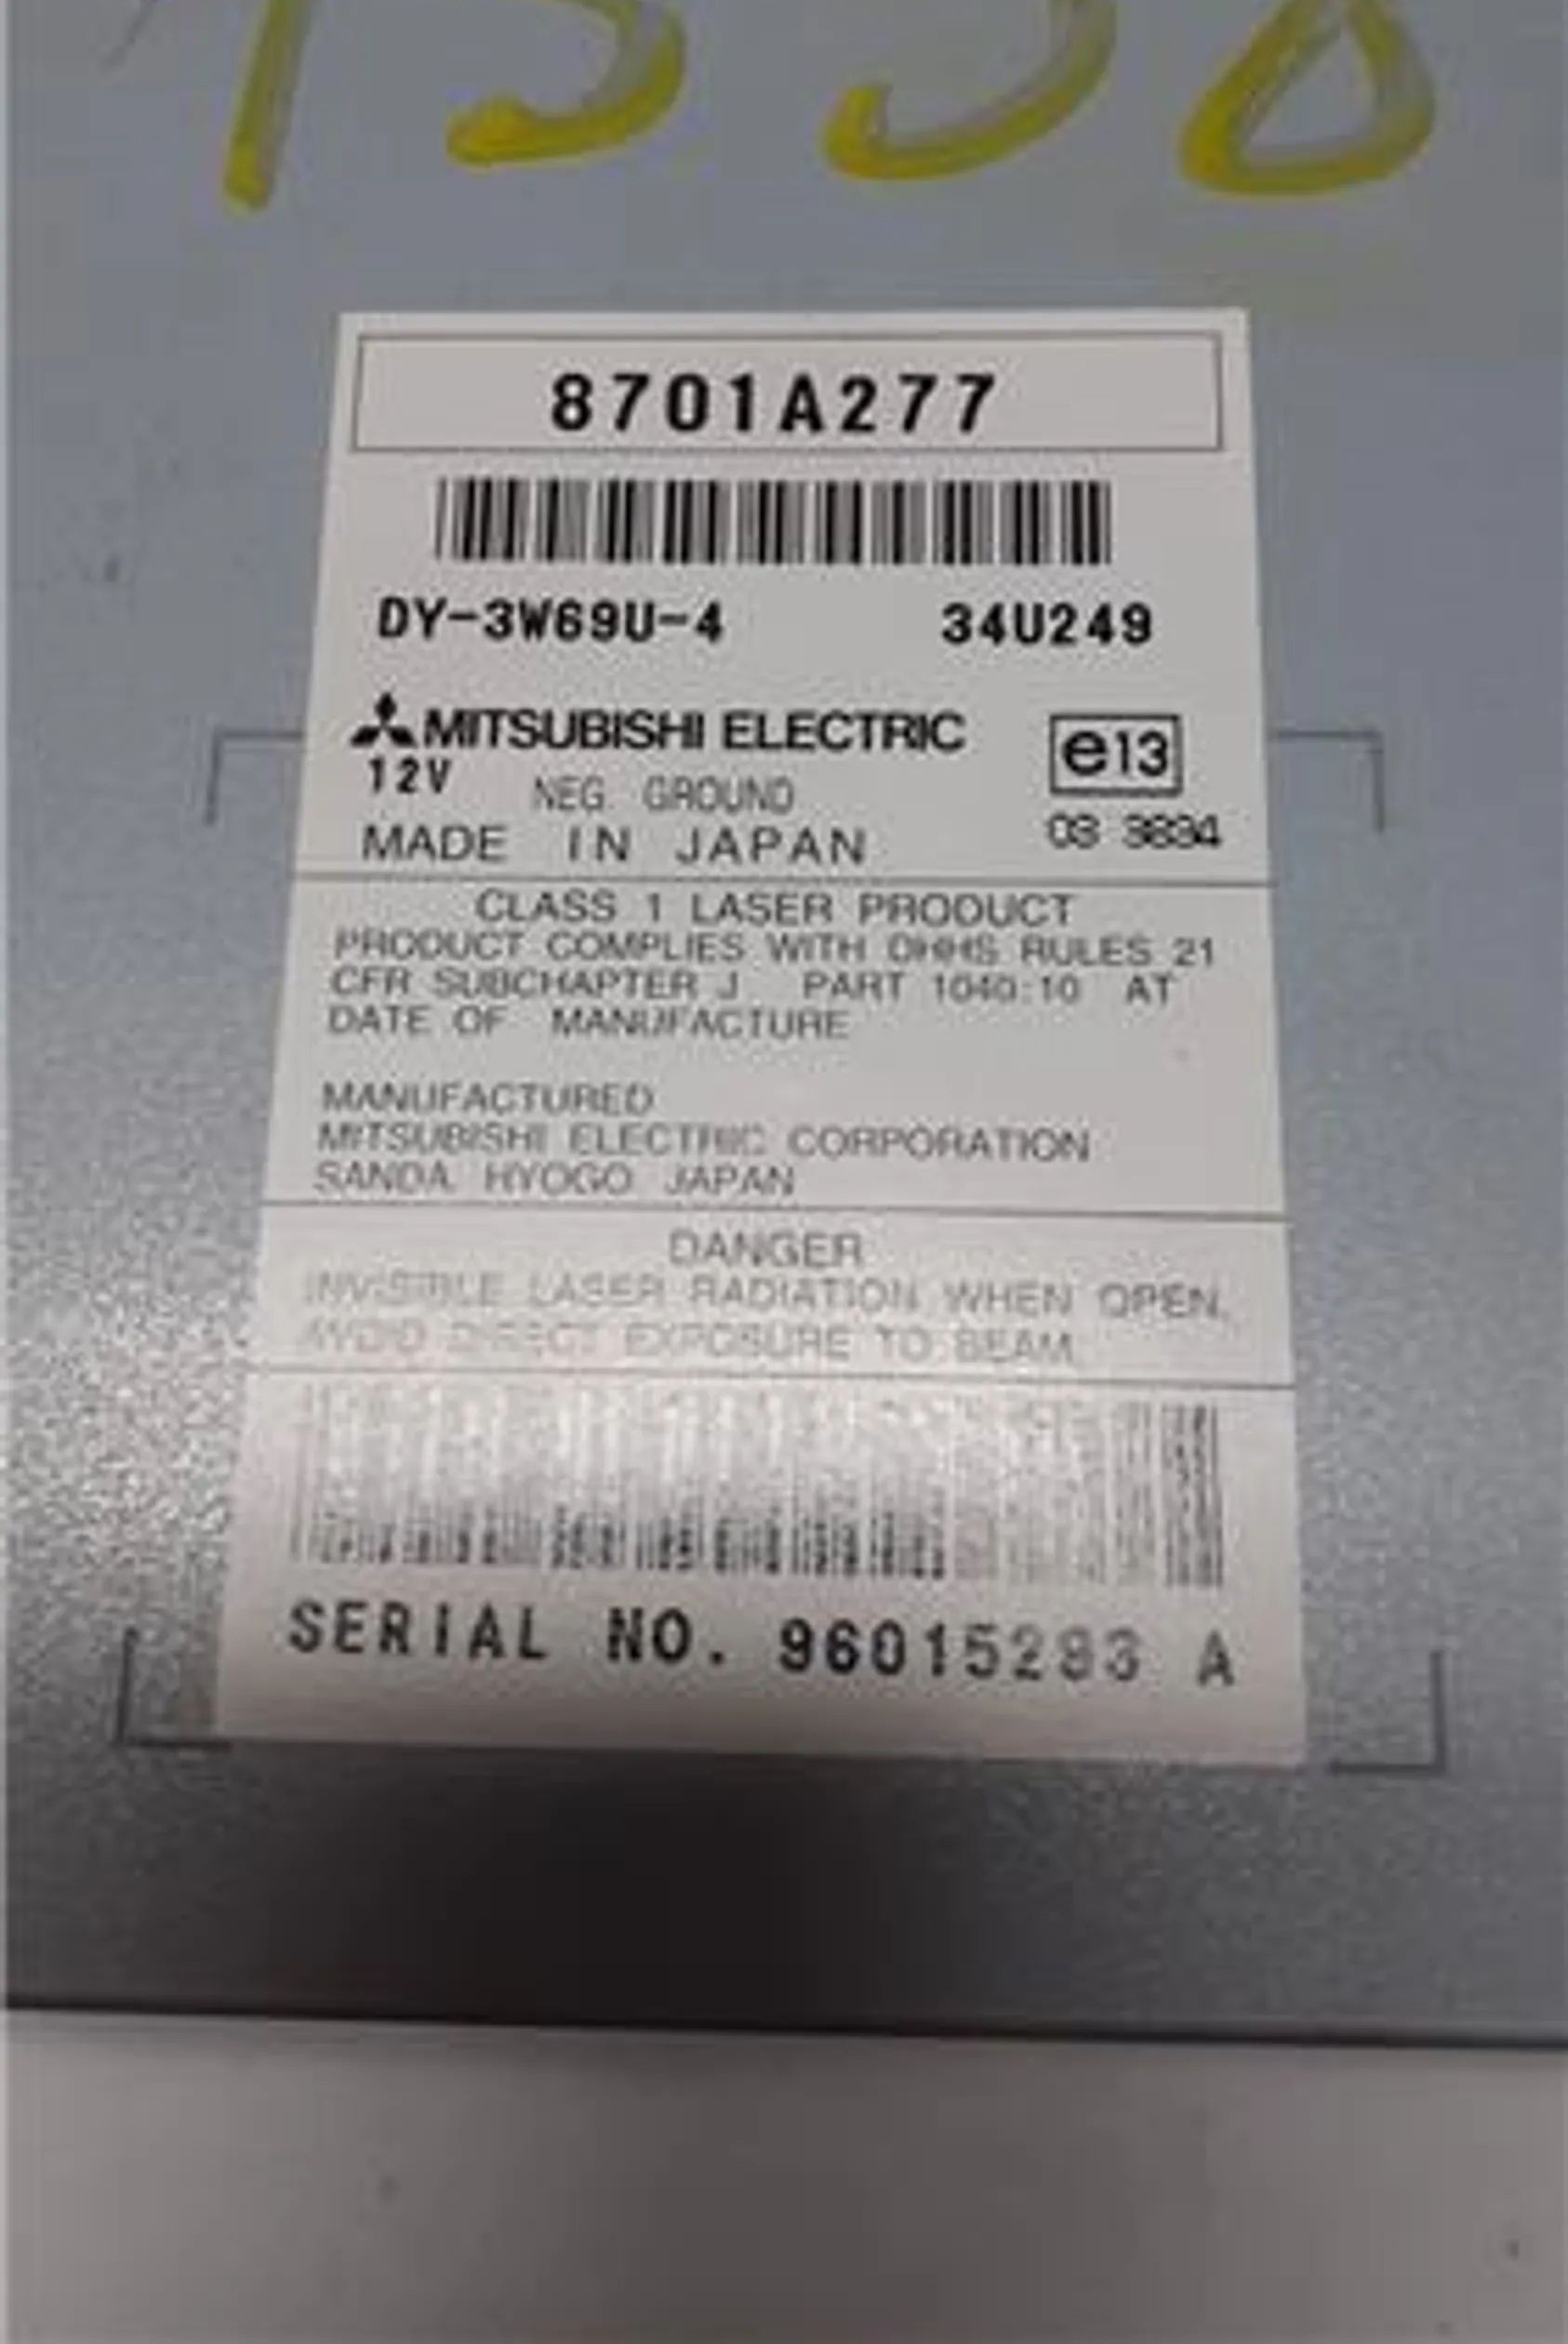 8701A277
DY-3W69U-4 34U249
MITSUBISHI ELECTRIC e13
12V NEG GROUND
MADE IN JAPAN 03 3834
CLASS 1 LASER PRODUCT
PRODUCT COMPLIES WITH DHHS RULES 21
CFR SUBCHAPTER J PART 1040:10 AT
DATE OF MANUFACTURE
MANUFACTURED
MITSUBISHI ELECTRIC CORPORATION
SANDA HYOGO JAPAN
DANGER
INVISIBLE LASER RADIATION WHEN OPEN,
AVOID DIRECT EXPOSURE TO BEAM.
SERIAL NO. 96015283 A